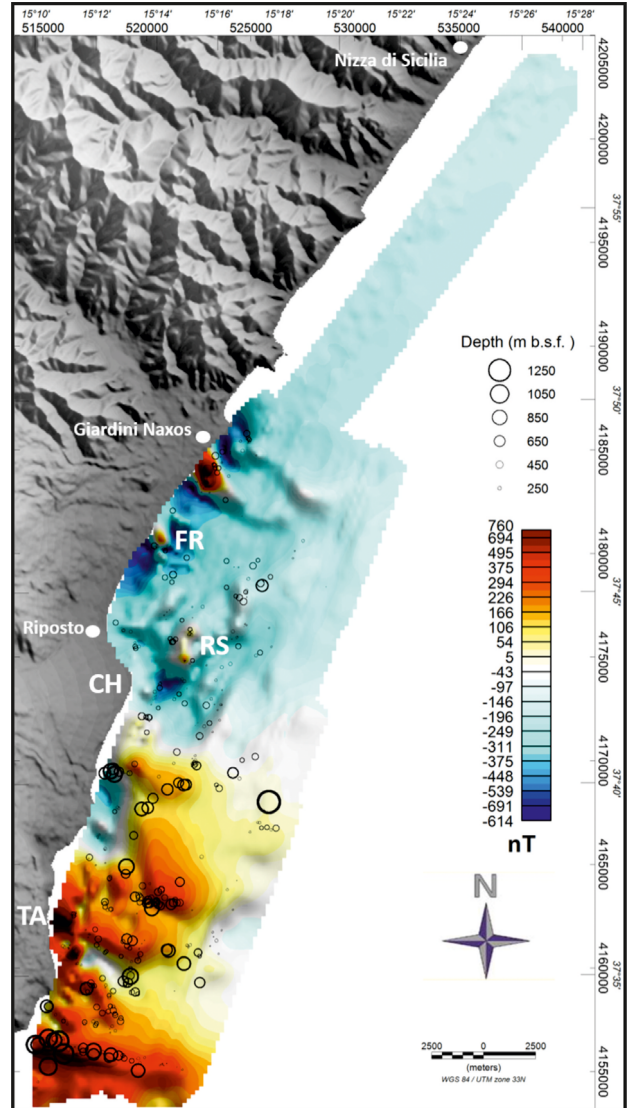 15°10' 15°12' 15°14' 15°16' 15°18' 15°20' 15°22' 15°24' 15°26' 15°28'
515000 520000 525000 530000 535000 540000
Nizza di Sicilia
4205000
4200000
37°55'
4195000
4190000
Depth (m b.s.f. )
1250
1050
850
650
450
250
37°50'
Giardini Naxos
4185000
FR
760
694
495
375
294
226
166
106
54
5
-43
-97
-146
-196
-249
-311
-375
-448
-539
-691
-614
nT
4180000
37°45'
Riposto
RS
4175000
CH
4170000
37°40'
4165000
TA
N
4160000
37°35'
2500 0 2500
(meters)
WGS 84 / UTM zone 33N
4155000